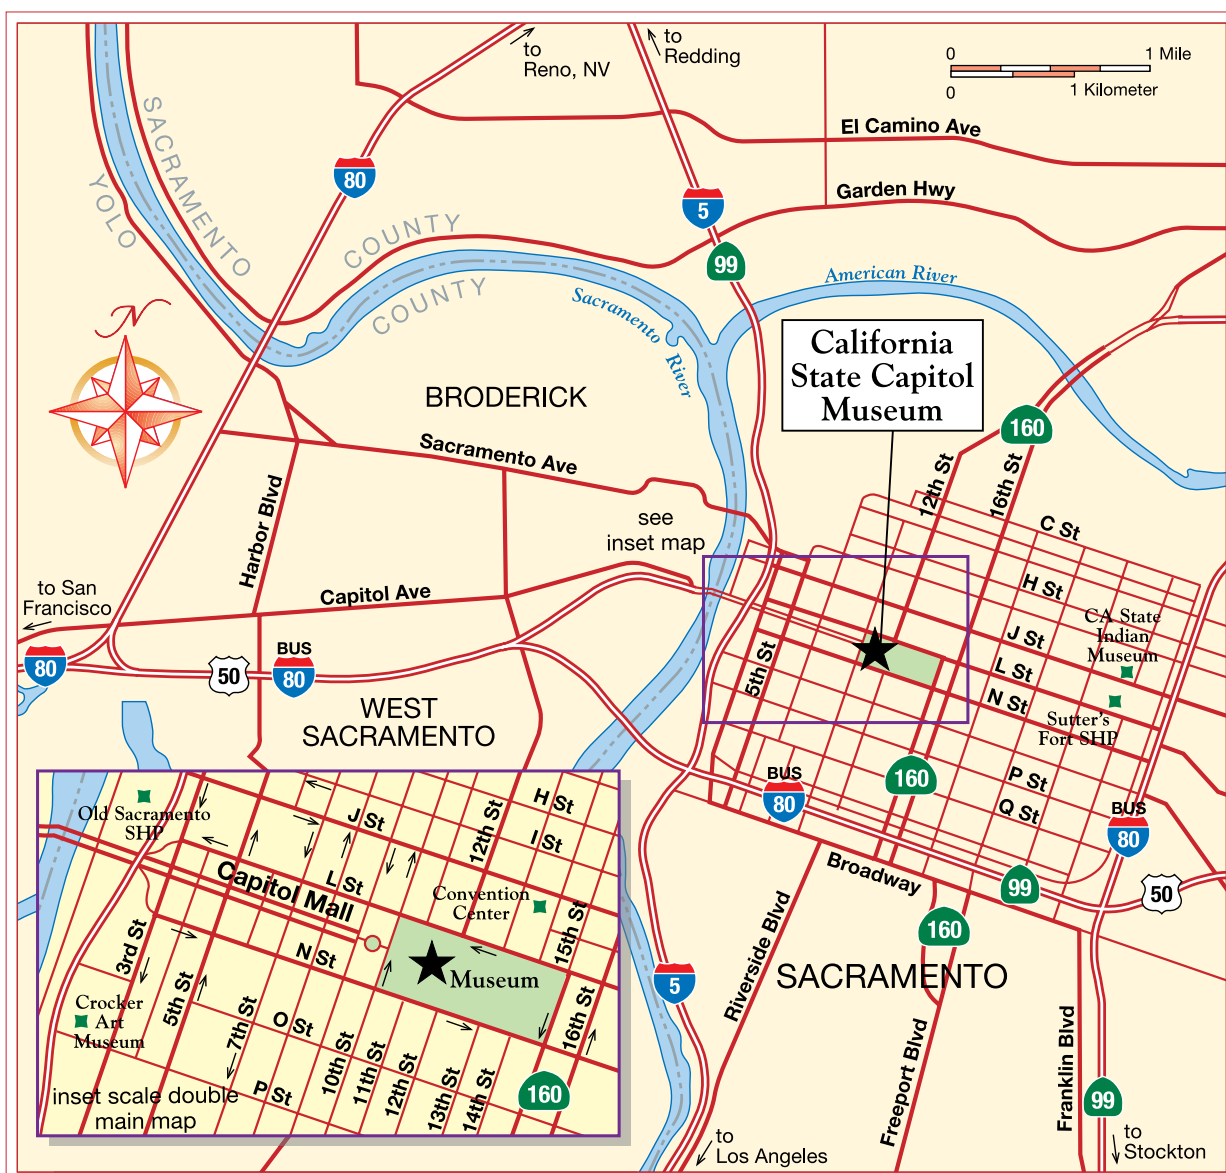 to
Reno, NV
to
Redding
0
1 Mile
0
1 Kilometer
El Camino Ave
80
SACRAMENTO
YOLO
COUNTY
COUNTY
5
Garden Hwy
99
American River
Sacramento
River
N
California
State Capitol
Museum
BRODERICK
160
Sacramento Ave
12th St
16th St
Harbor Blvd
see
inset map
C St
to San
Francisco
Capitol Ave
H St
CA State
Indian
Museum
J St
L St
N St
5th St
80
50
BUS
80
WEST
SACRAMENTO
Sutter's
Fort SHP
P St
Q St
160
BUS
80
BUS
80
Broadway
99
50
160
Riverside Blvd
SACRAMENTO
5
Freeport Blvd
Franklin Blvd
99
to
Los Angeles
to
Stockton
Old Sacramento
SHP
J St
12th St
H St
I St
L St
Capitol Mall
Convention
Center
15th St
3rd St
N St
Museum
5th St
Crocker
Art
Museum
7th St
O St
10th St
11th St
12th St
13th St
14th St
16th St
P St
160
inset scale double
main map